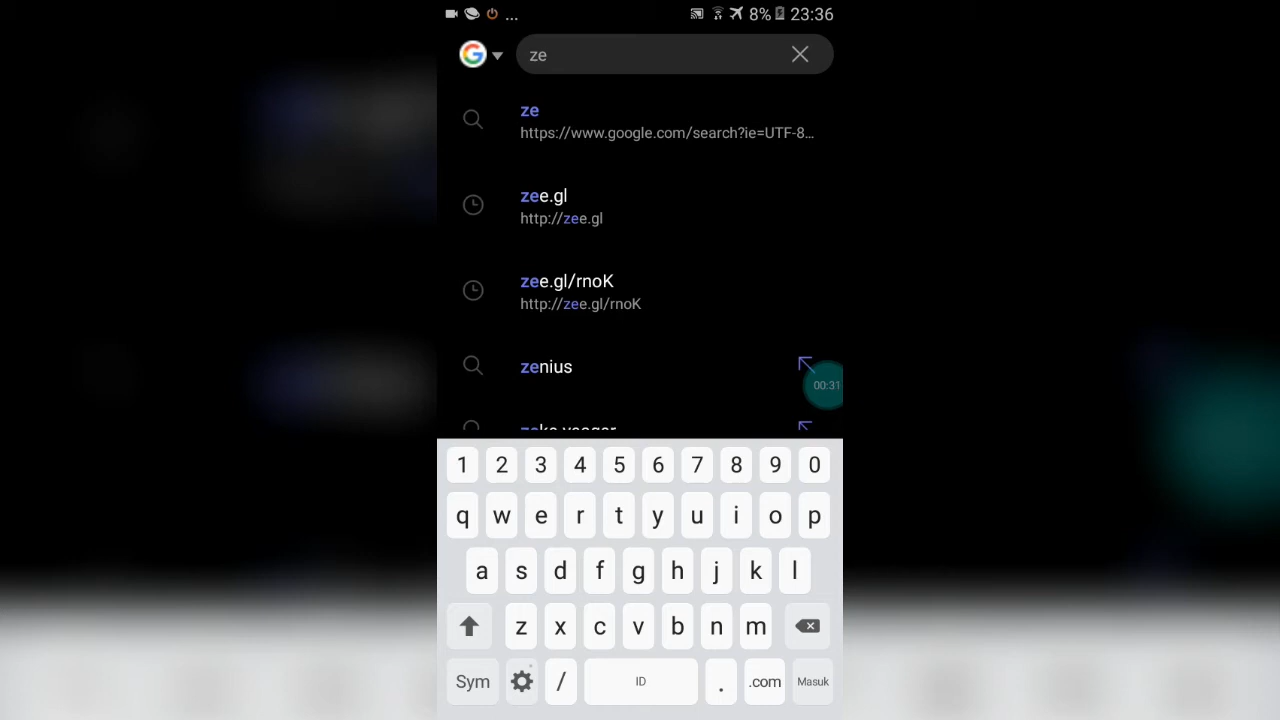 ... 8% 23:36
ze
ze
https://www.google.com/search?ie=UTF-8...
zee.gl
http://zee.gl
zee.gl/rnoK
http://zee.gl/rnoK
zenius
00:31
zeke yeager
1 2 3 4 5 6 7 8 9 0
q w e r t y u i o p
a s d f g h j k l
z x c v b n m
Sym / ID . .com Masuk